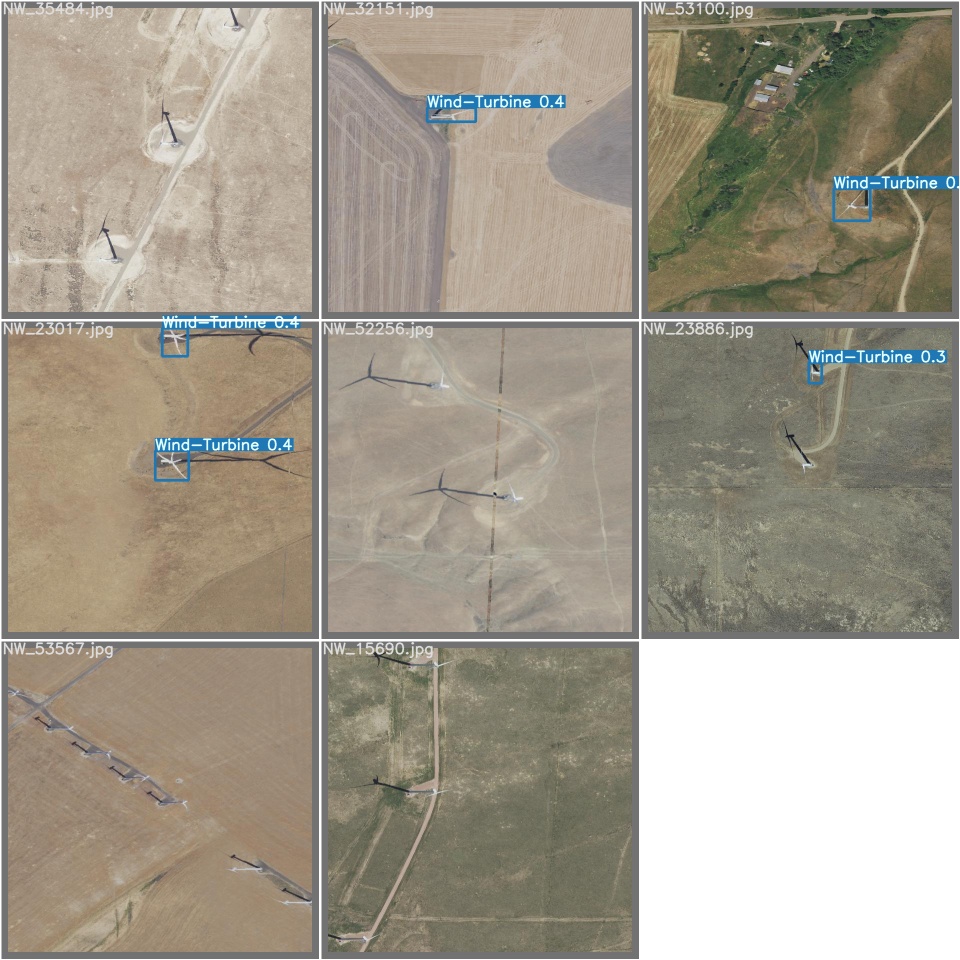 NW_35484.jpg
NW_32151.jpg
NW_53100.jpg
Wind-Turbine 0.4
Wind-Turbine 0.
NW_23017.jpg
NW_52256.jpg
NW_23886.jpg
Wind-Turbine 0.4
Wind-Turbine 0.3
Wind-Turbine 0.4
NW_53567.jpg
NW_15690.jpg